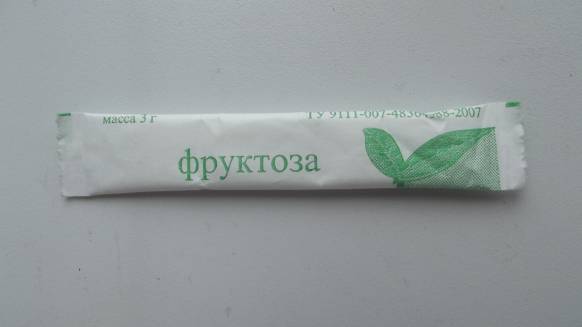 масса 3 г
ТУ 9111-007-
-2007
фруктоза